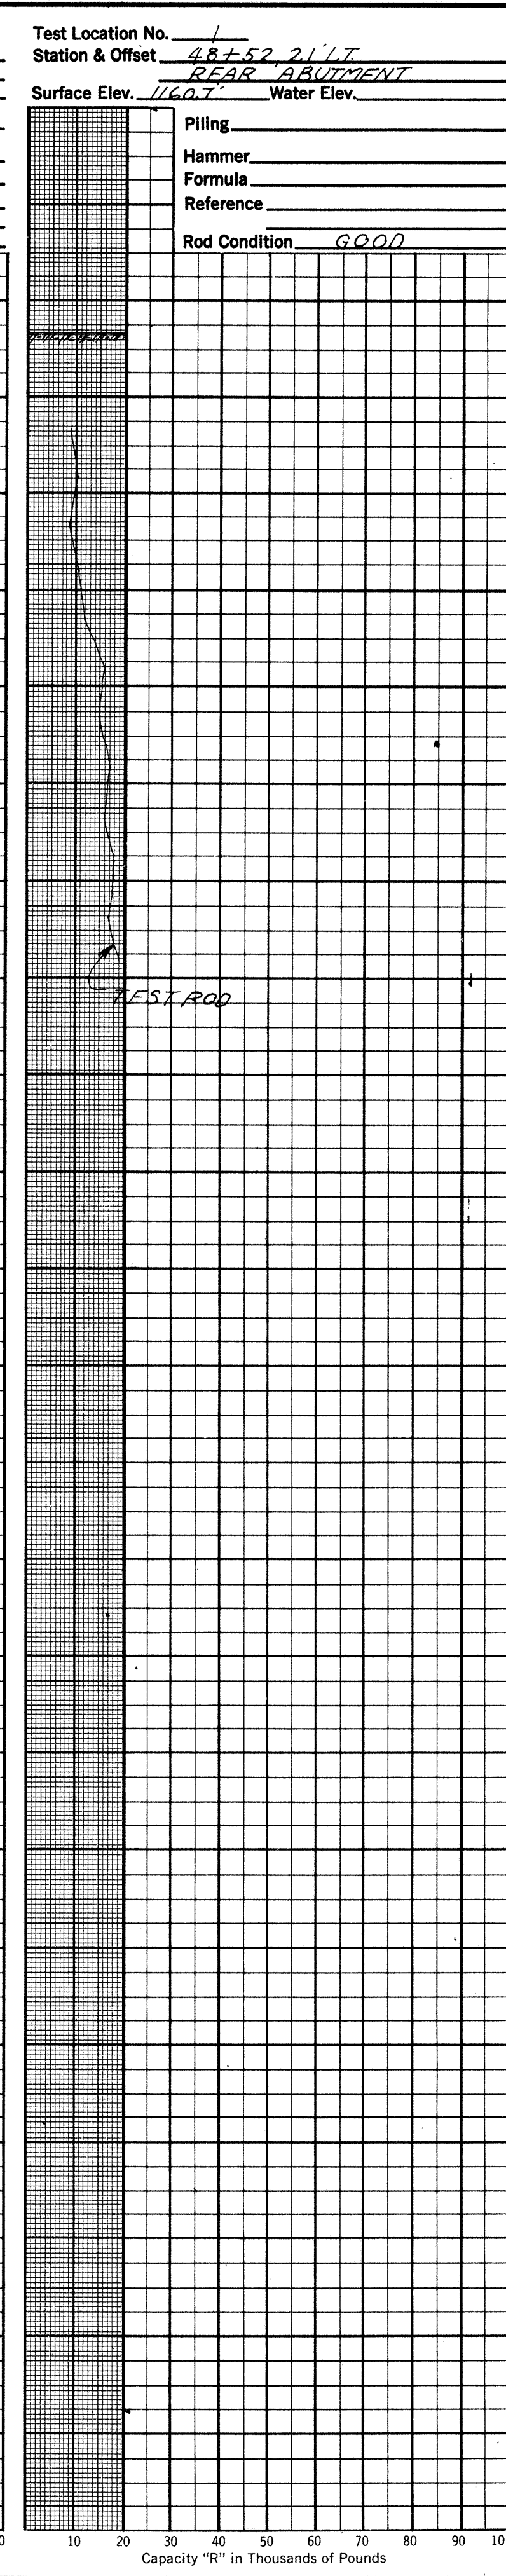 Test Location No. 1
Station & Offset 48+52, 21' LT.
REAR ABUTMENT
Surface Elev. 1160.7' Water Elev.
Piling
Hammer
Formula
Reference
Rod Condition GOOD
TEST ROD
0 10 20 30 40 50 60 70 80 90 10
Capacity "R" in Thousands of Pounds